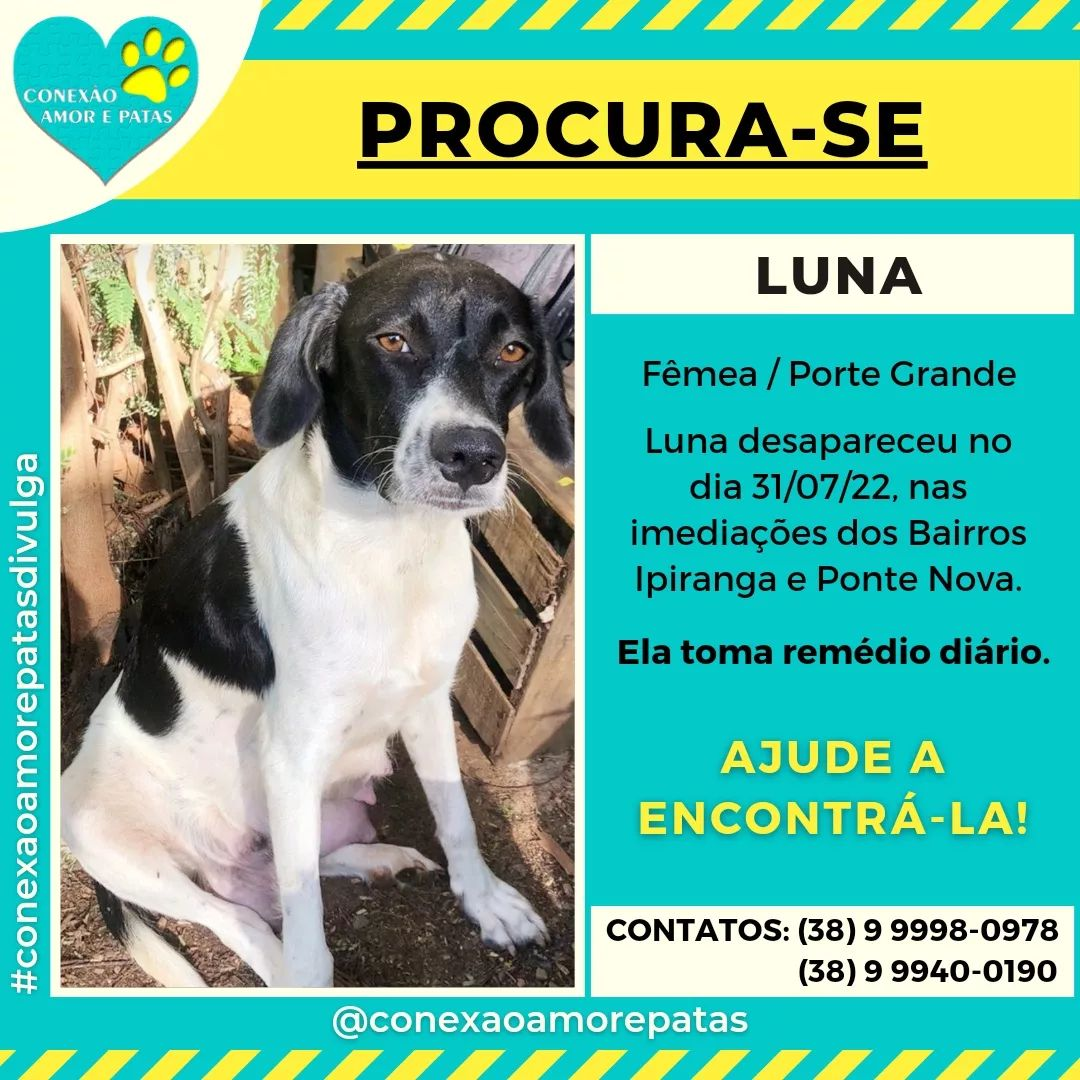 CONEXÃO
AMOR E PATAS
PROCURA-SE
LUNA
Fêmea / Porte Grande
Luna desapareceu no
dia 31/07/22, nas
imediações dos Bairros
Ipiranga e Ponte Nova.
Ela toma remédio diário.
AJUDE A
ENCONTRÁ-LA!
CONTATOS: (38) 9 9998-0978
(38) 9 9940-0190
#conexaoamorepatasdivulga
@conexaoamorepatas